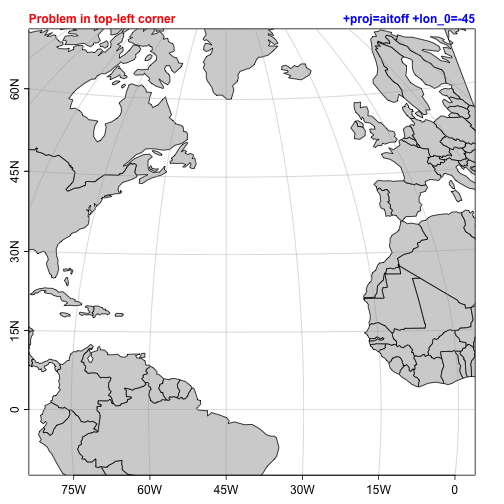 Problem in top-left corner
+proj=aitoff +lon_0=-45
60N
45N
30N
15N
0
75W
60W
45W
30W
15W
0